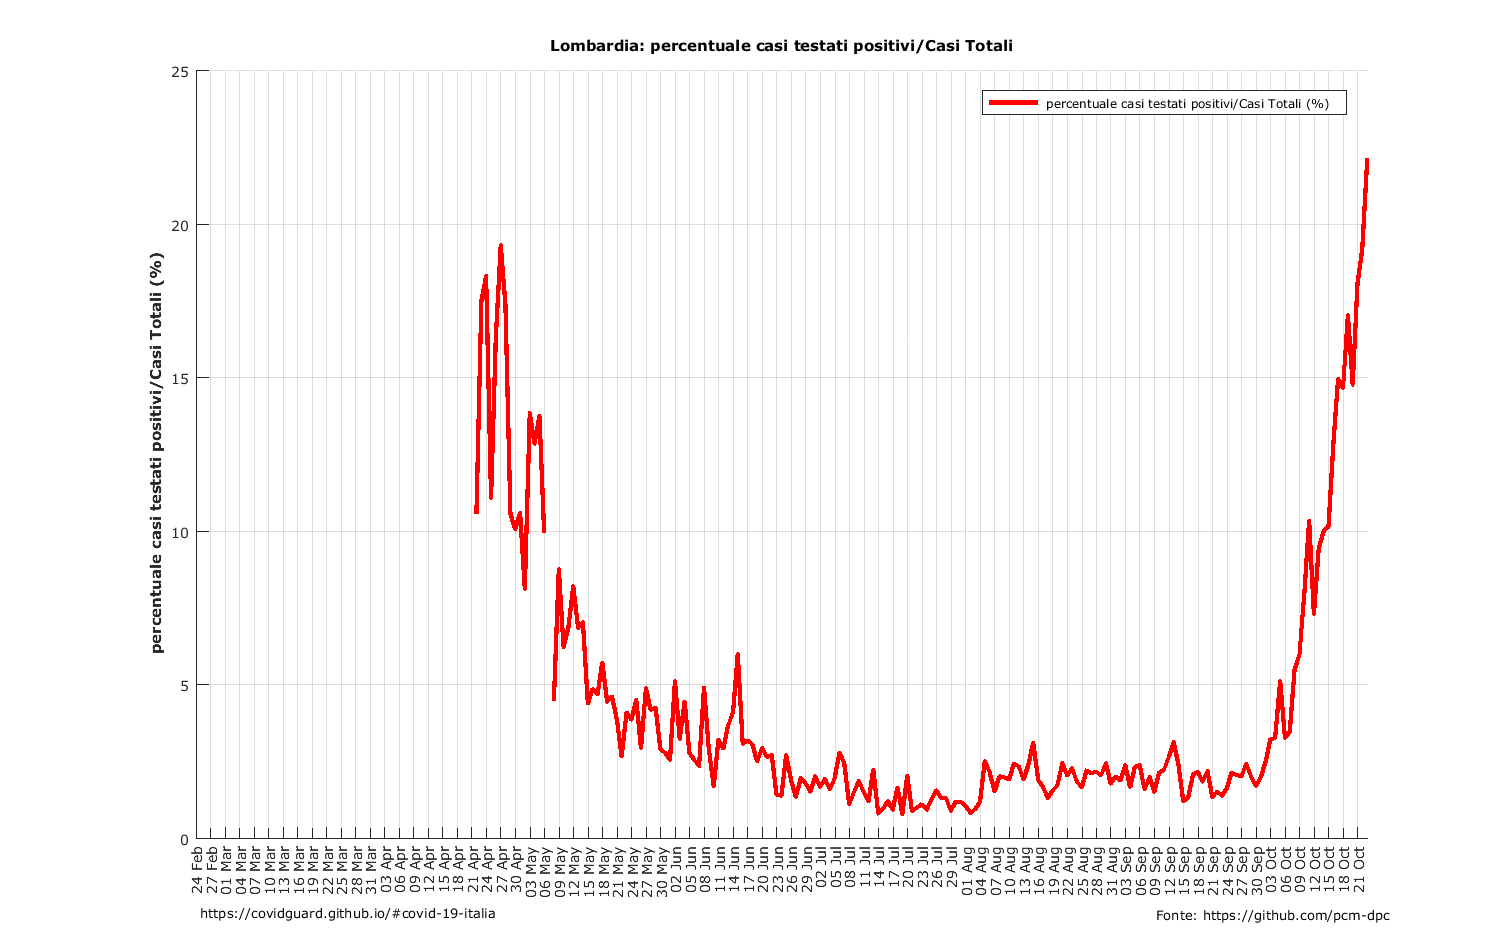 Lombardia: percentuale casi testati positivi/Casi Totali
percentuale casi testati positivi/Casi Totali (%)
percentuale casi testati positivi/Casi Totali (%)
25
20
15
10
5
0
24 Feb
27 Feb
01 Mar
04 Mar
07 Mar
10 Mar
13 Mar
16 Mar
19 Mar
22 Mar
25 Mar
28 Mar
31 Mar
03 Apr
06 Apr
09 Apr
12 Apr
15 Apr
18 Apr
21 Apr
24 Apr
27 Apr
30 Apr
03 May
06 May
09 May
12 May
15 May
18 May
21 May
24 May
27 May
30 May
02 Jun
05 Jun
08 Jun
11 Jun
14 Jun
17 Jun
20 Jun
23 Jun
26 Jun
29 Jun
02 Jul
05 Jul
08 Jul
11 Jul
14 Jul
17 Jul
20 Jul
23 Jul
26 Jul
29 Jul
01 Aug
04 Aug
07 Aug
10 Aug
13 Aug
16 Aug
19 Aug
22 Aug
25 Aug
28 Aug
31 Aug
03 Sep
06 Sep
09 Sep
12 Sep
15 Sep
18 Sep
21 Sep
24 Sep
27 Sep
30 Sep
03 Oct
06 Oct
09 Oct
12 Oct
15 Oct
18 Oct
21 Oct
https://covidguard.github.io/#covid-19-italia
Fonte: https://github.com/pcm-dpc